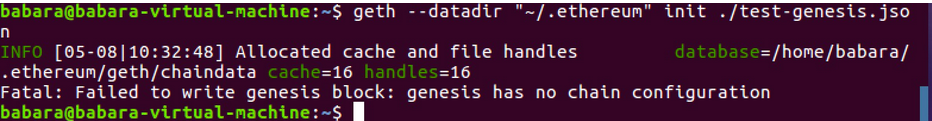 babara@babara-virtual-machine:~$ geth --datadir "~/.ethereum" init ./test-genesis.jso
n
INFO [05-08|10:32:48] Allocated cache and file handles         database=/home/babara/
.ethereum/geth/chaindata cache=16 handles=16
Fatal: Failed to write genesis block: genesis has no chain configuration
babara@babara-virtual-machine:~$